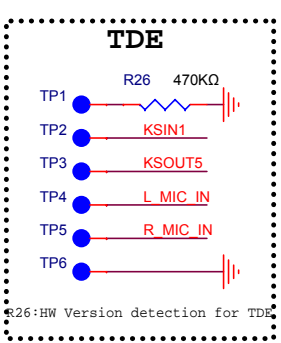 TDE
R26 470KΩ
TP1
TP2 KSIN1
TP3 KSOUT5
TP4 L_MIC_IN
TP5 R_MIC_IN
TP6
R26:HW Version detection for TDE